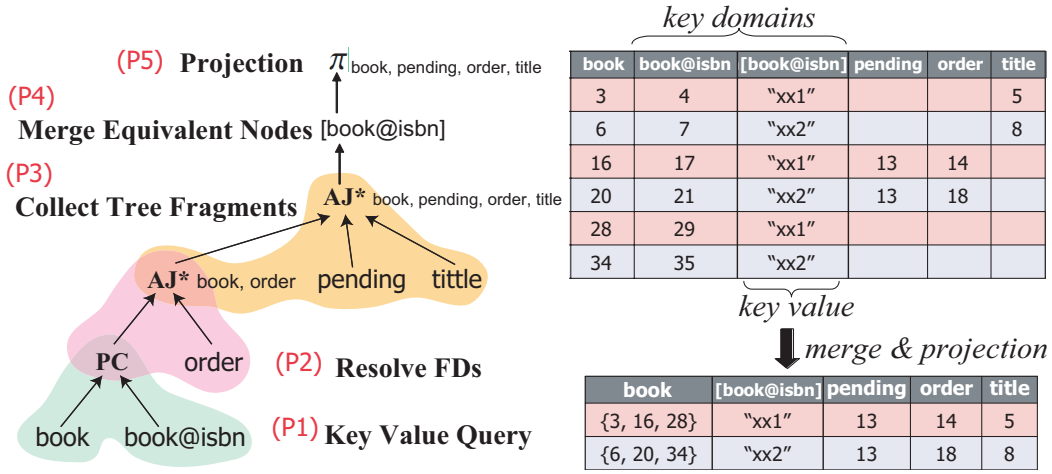 (P5) Projection π book, pending, order, title
(P4)
Merge Equivalent Nodes [book@isbn]
(P3)
Collect Tree Fragments AJ* book, pending, order, title
AJ* book, order pending tittle
PC order (P2) Resolve FDs
book book@isbn (P1) Key Value Query
key domains
book book@isbn [book@isbn] pending order title
3 4 “xx1” 5
6 7 “xx2” 8
16 17 “xx1” 13 14
20 21 “xx2” 13 18
28 29 “xx1”
34 35 “xx2”
key value
merge & projection
book [book@isbn] pending order title
{3, 16, 28} “xx1” 13 14 5
{6, 20, 34} “xx2” 13 18 8